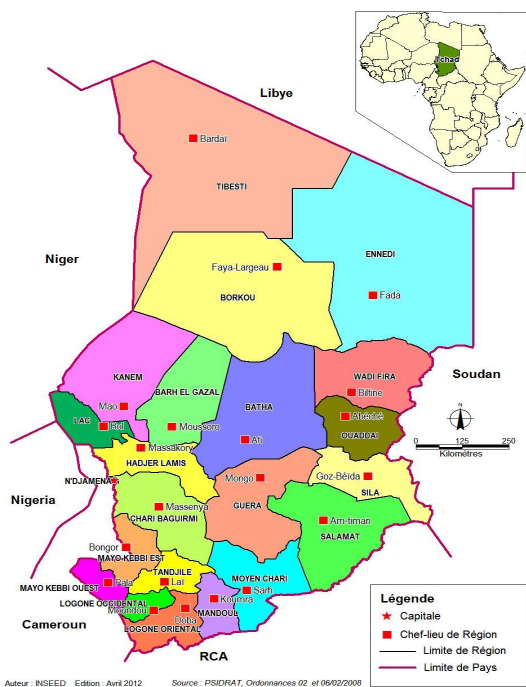 Tchad
Libye
Bardaï
TIBESTI
ENNEDI
Niger
Faya-Largeau
Fada
BORKOU
KANEM
WADI FIRA
Soudan
BARH EL GAZAL
Biltine
Mao
BATHA
LAC
Bol
Moussoro
Abéché
OUADDAI
Ati
0 125 250
Kilométres
Massakory
HADJER LAMIS
Mongo
Goz-Béïda
N'DJAMENA
SILA
Nigeria
Massenya
GUERA
CHARI BAGUIRMI
Am-timan
SALAMAT
Bongor
MAYO-KEBBI EST
TANDJILE
MOYEN CHARI
Pala
Laï
MAYO KEBBI OUEST
Sarh
LOGONE OCCIDENTAL
Koumra
Moundou
Doba
MANDOUL
Cameroun
LOGONE ORIENTAL
RCA
Légende
Capitale
Chef-lieu de Région
Limite de Région
Limite de Pays
Auteur : INSEED Edition : Avril 2012 Source : PSIDRAT, Ordonnances 02 et 06/02/2008